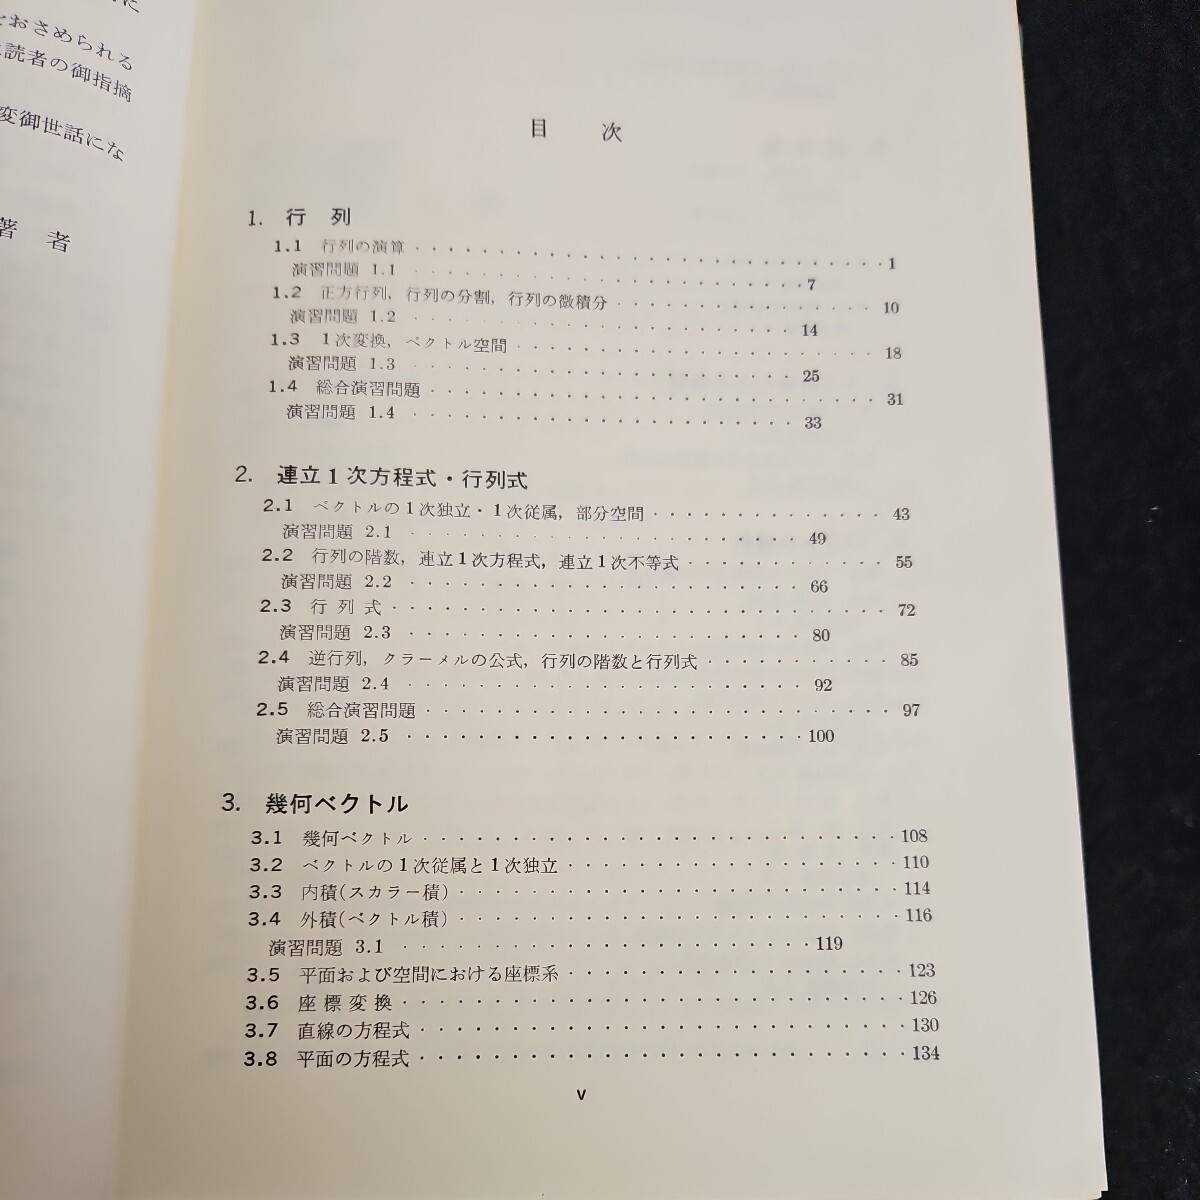 に
をおさめられる
読者の御指摘
変御世話にな
著 者
目 次
1. 行 列
1.1 行列の演算 1
演習問題 1.1 7
1.2 正方行列, 行列の分割, 行列の微積分 10
演習問題 1.2 14
1.3 1次変換, ベクトル空間 18
演習問題 1.3 25
1.4 総合演習問題 31
演習問題 1.4 33
2. 連立1次方程式・行列式
2.1 ベクトルの1次独立・1次従属, 部分空間 43
演習問題 2.1 49
2.2 行列の階数, 連立1次方程式, 連立1次不等式 55
演習問題 2.2 66
2.3 行 列 式 72
演習問題 2.3 80
2.4 逆行列, クラーメルの公式, 行列の階数と行列式 85
演習問題 2.4 92
2.5 総合演習問題 97
演習問題 2.5 100
3. 幾何ベクトル
3.1 幾何ベクトル 108
3.2 ベクトルの1次従属と1次独立 110
3.3 内積(スカラー積) 114
3.4 外積(ベクトル積) 116
演習問題 3.1 119
3.5 平面および空間における座標系 123
3.6 座 標 変 換 126
3.7 直線の方程式 130
3.8 平面の方程式 134
v